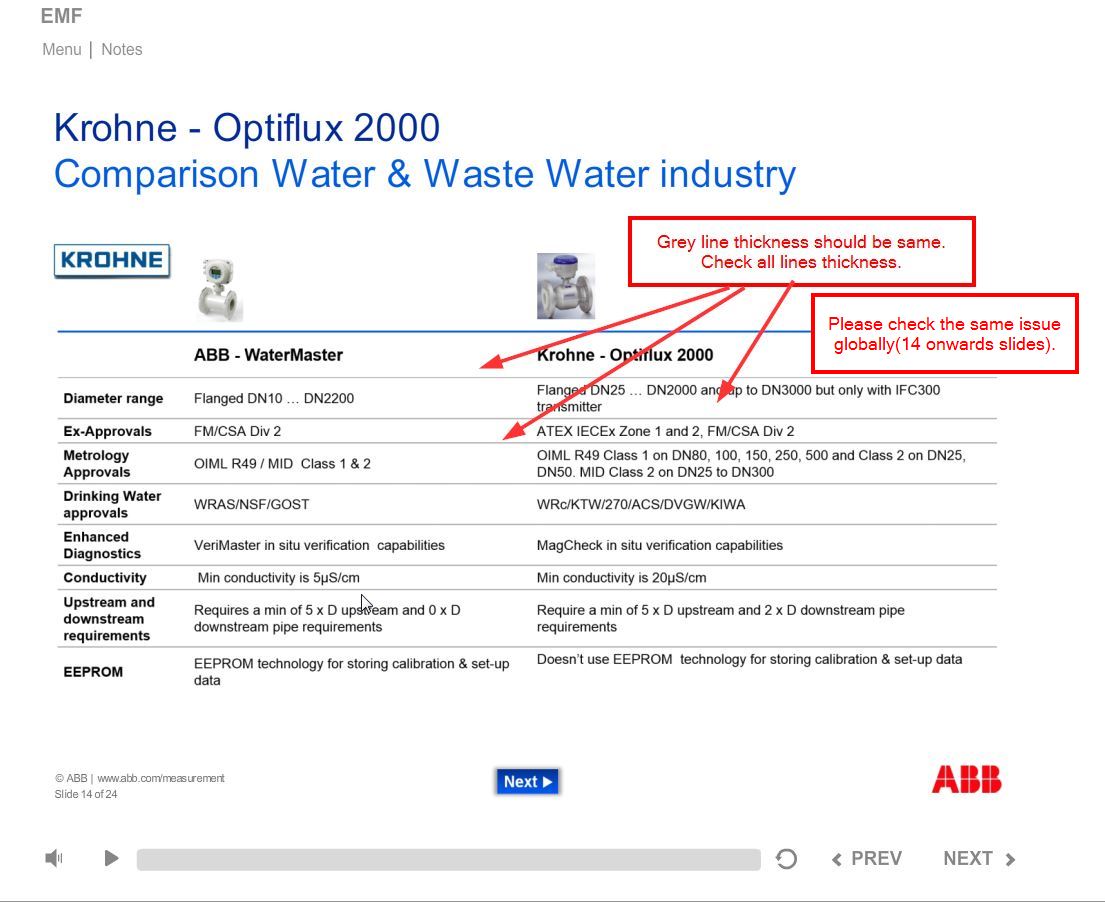 EMF
Menu | Notes
Krohne - Optiflux 2000
Comparison Water & Waste Water industry
Grey line thickness should be same.
Check all lines thickness.
KROHNE
Please check the same issue
globally(14 onwards slides).
ABB - WaterMaster
Krohne - Optiflux 2000
Diameter range
Flanged DN10 … DN2200
Flanged DN25 … DN2000 and up to DN3000 but only with IFC300
transmitter
Ex-Approvals
FM/CSA Div 2
ATEX IECEx Zone 1 and 2, FM/CSA Div 2
Metrology
Approvals
OIML R49 / MID  Class 1 & 2
OIML R49 Class 1 on DN80, 100, 150, 250, 500 and Class 2 on DN25,
DN50. MID Class 2 on DN25 to DN300
Drinking Water
approvals
WRAS/NSF/GOST
WRc/KTW/270/ACS/DVGW/KIWA
Enhanced
Diagnostics
VeriMaster in situ verification  capabilities
MagCheck in situ verification capabilities
Conductivity
Min conductivity is 5µS/cm
Min conductivity is 20µS/cm
Upstream and
downstream
requirements
Requires a min of 5 x D upstream and 0 x D
downstream pipe requirements
Require a min of 5 x D upstream and 2 x D downstream pipe
requirements
EEPROM
EEPROM technology for storing calibration & set-up
data
Doesn't use EEPROM  technology for storing calibration & set-up data
© ABB | www.abb.com/measurement
Slide 14 of 24
Next
ABB
PREV
NEXT